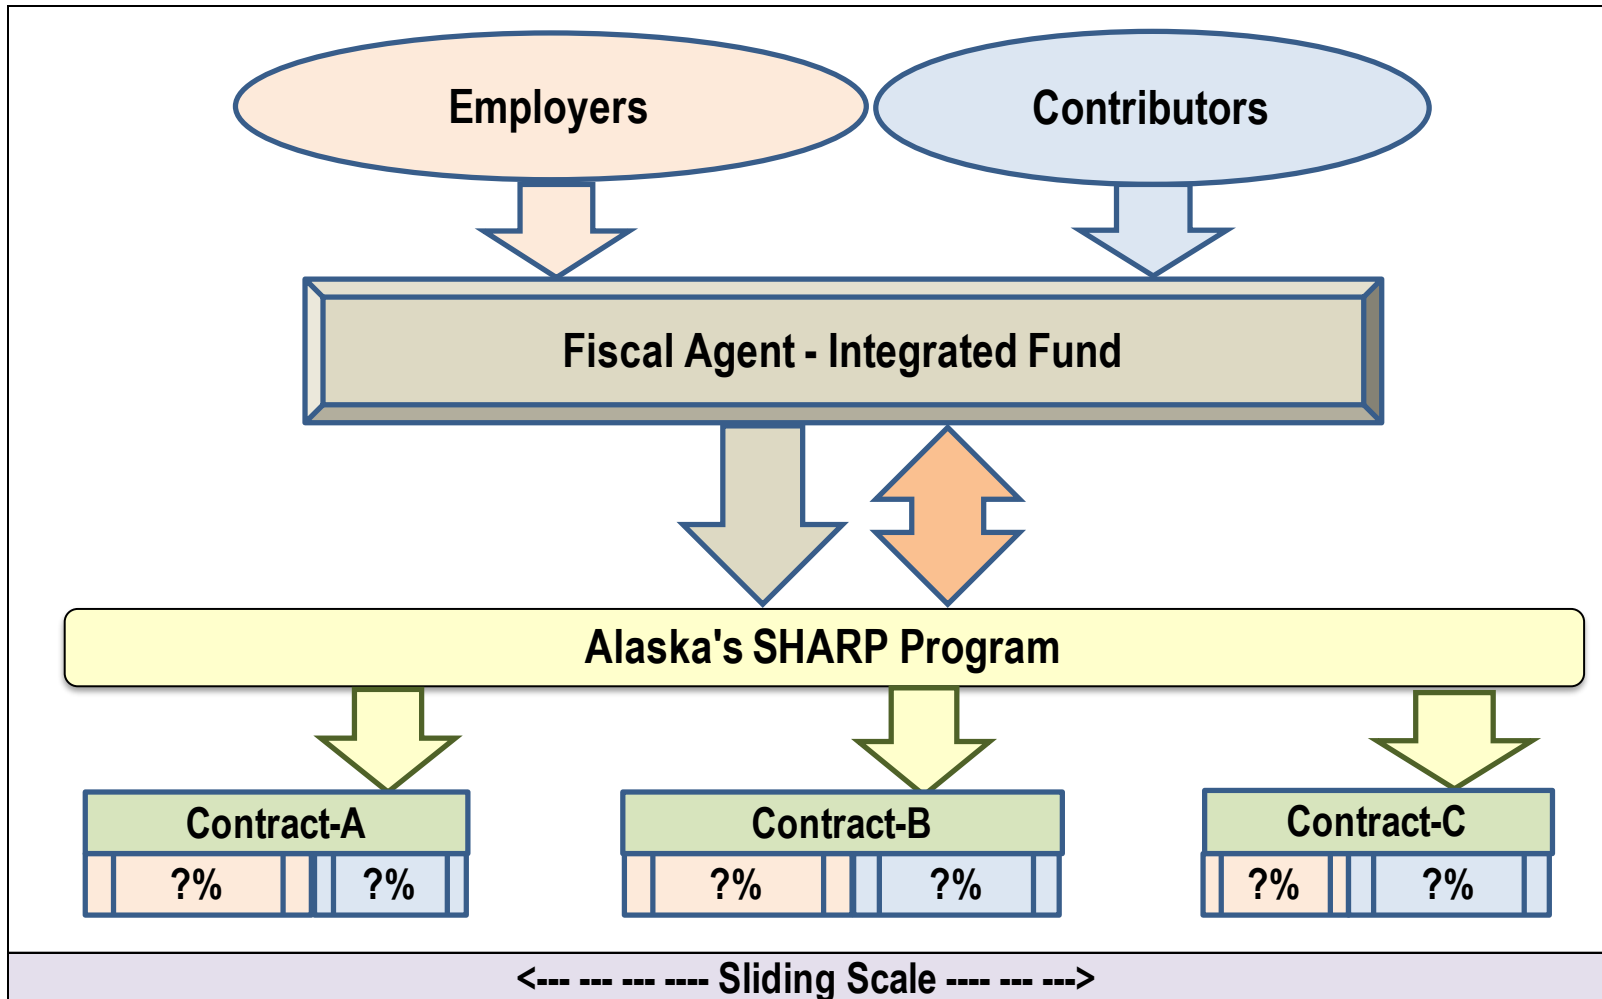 Employers
Contributors
Fiscal Agent - Integrated Fund
Alaska's SHARP Program
Contract-A
Contract-B
Contract-C
?% ?% ?% ?% ?% ?%
<--- --- --- ---- Sliding Scale ---- --- --->